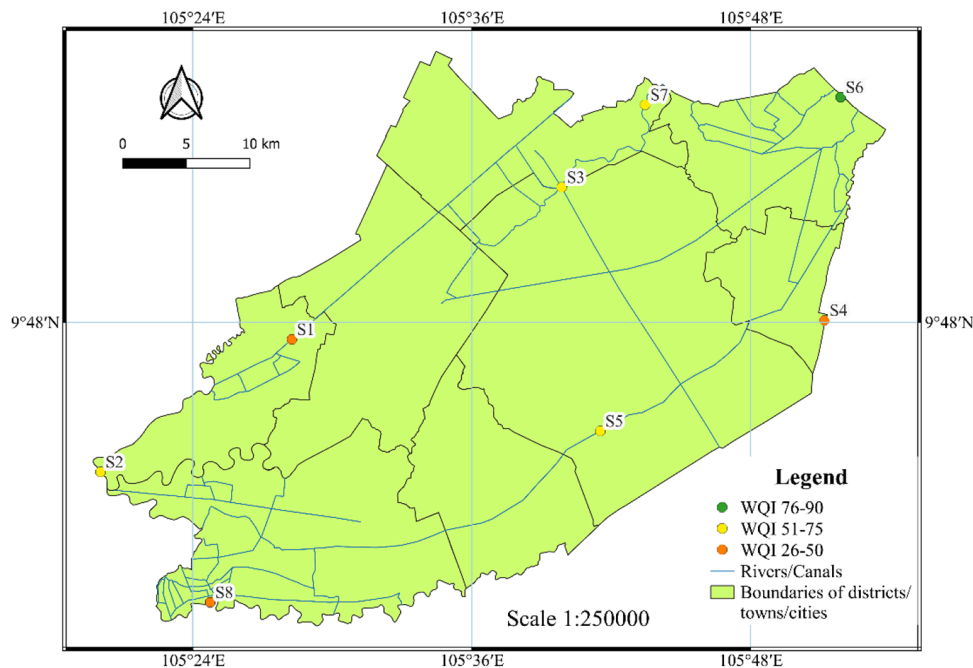 105°24′E 105°36′E 105°48′E
S7
S6
0 5 10 km
S3
S4
9°48′N 9°48′N
S1
S5
S2
Legend
WQI 76-90
WQI 51-75
WQI 26-50
Rivers/Canals
Boundaries of districts/
towns/cities
S8
Scale 1:250000
105°24′E 105°36′E 105°48′E